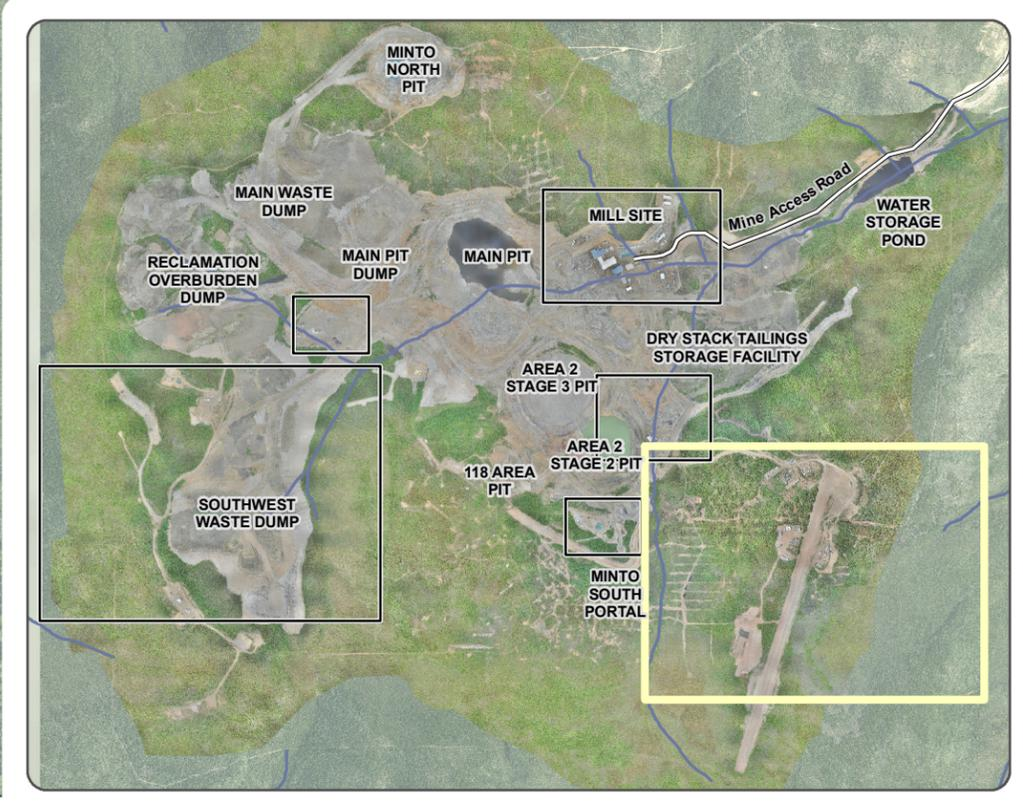 MINTO
NORTH
PIT
MAIN WASTE
DUMP
MILL SITE
Mine Access Road
WATER
STORAGE
POND
RECLAMATION
OVERBURDEN
DUMP
MAIN PIT
DUMP
MAIN PIT
DRY STACK TAILINGS
STORAGE FACILITY
AREA 2
STAGE 3 PIT
AREA 2
STAGE 2 PIT
118 AREA
PIT
SOUTHWEST
WASTE DUMP
MINTO
SOUTH
PORTAL